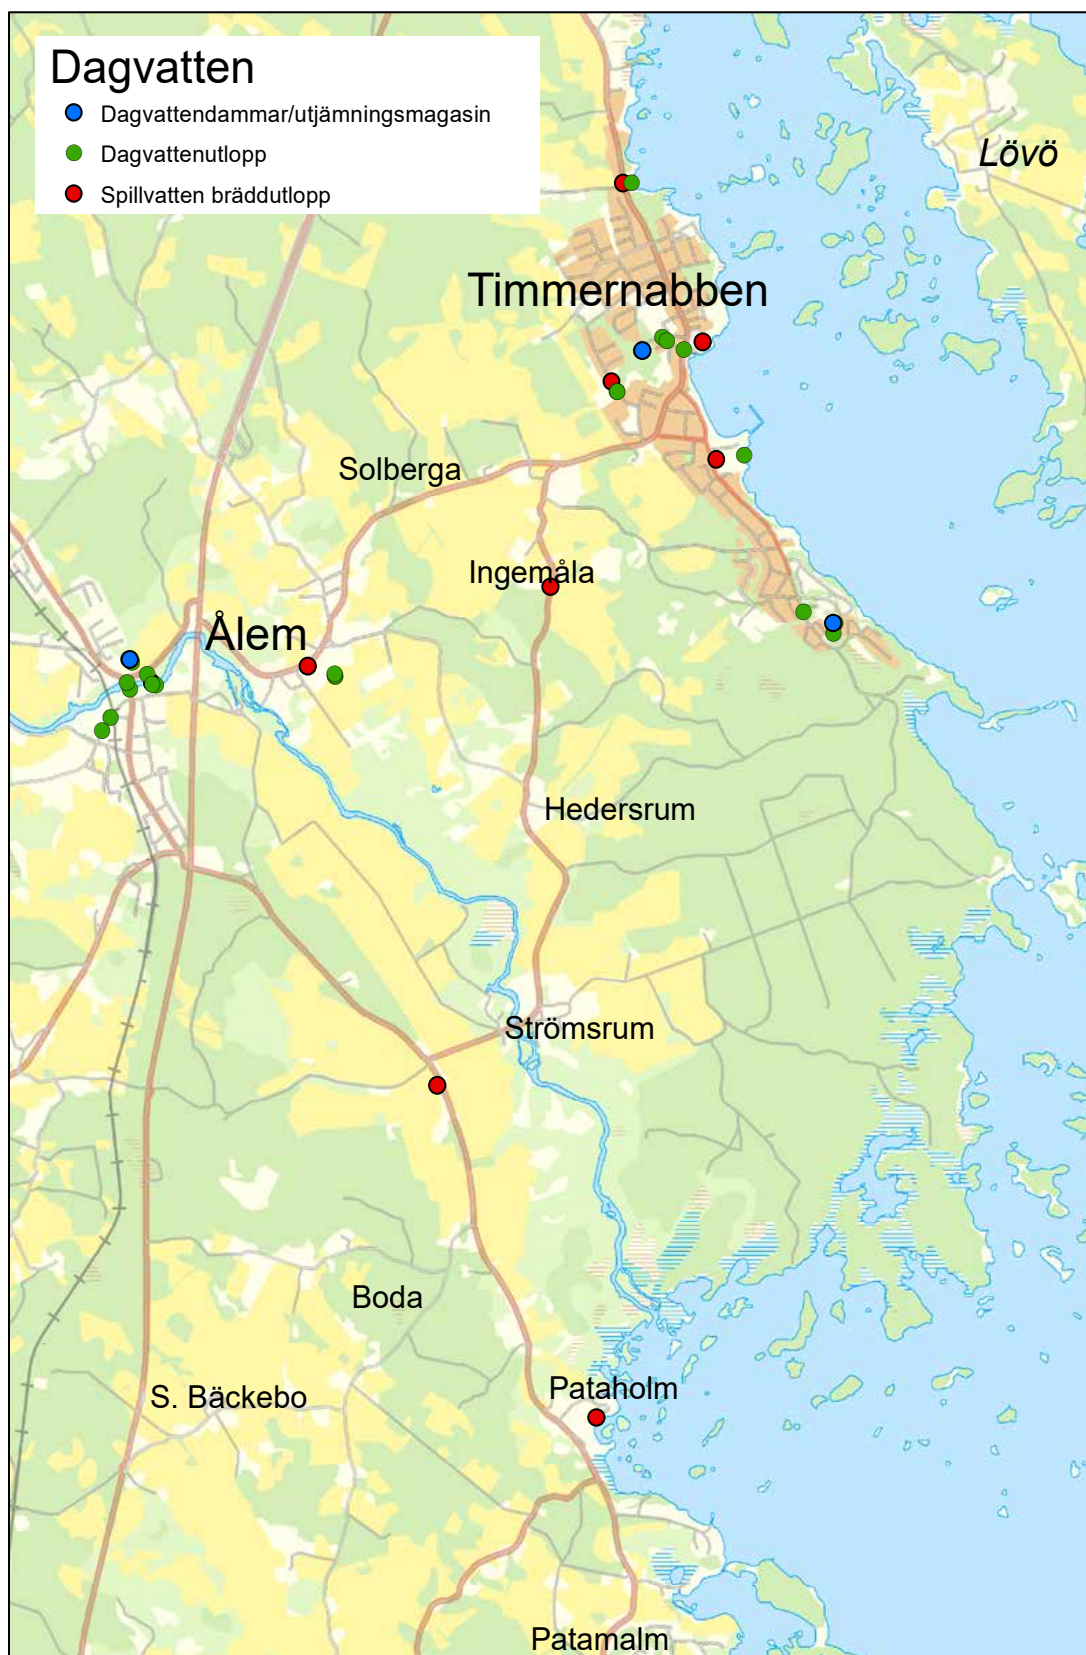 Dagvatten
Dagvattendammar/utjämningsmagasin
Dagvattenutlopp
Spillvatten bräddutlopp
Lövö
Timmernabben
Solberga
Ingemåla
Ålem
Hedersrum
Strömsrum
Boda
Pataholm
S. Bäckebo
Patamalm